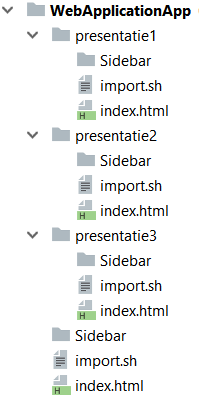 WebApplicationApp
presentatie1
Sidebar
import.sh
index.html
presentatie2
Sidebar
import.sh
index.html
presentatie3
Sidebar
import.sh
index.html
Sidebar
import.sh
index.html